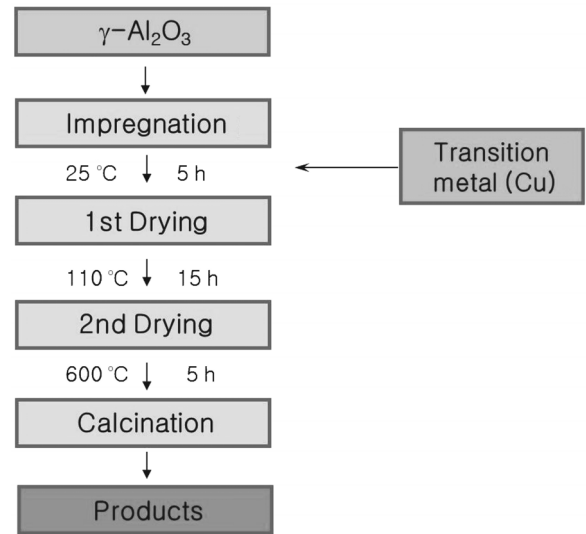 γ-Al₂O₃
Impregnation
25 ℃ 5 h
Transition
metal (Cu)
1st Drying
110 ℃ 15 h
2nd Drying
600 ℃ 5 h
Calcination
Products